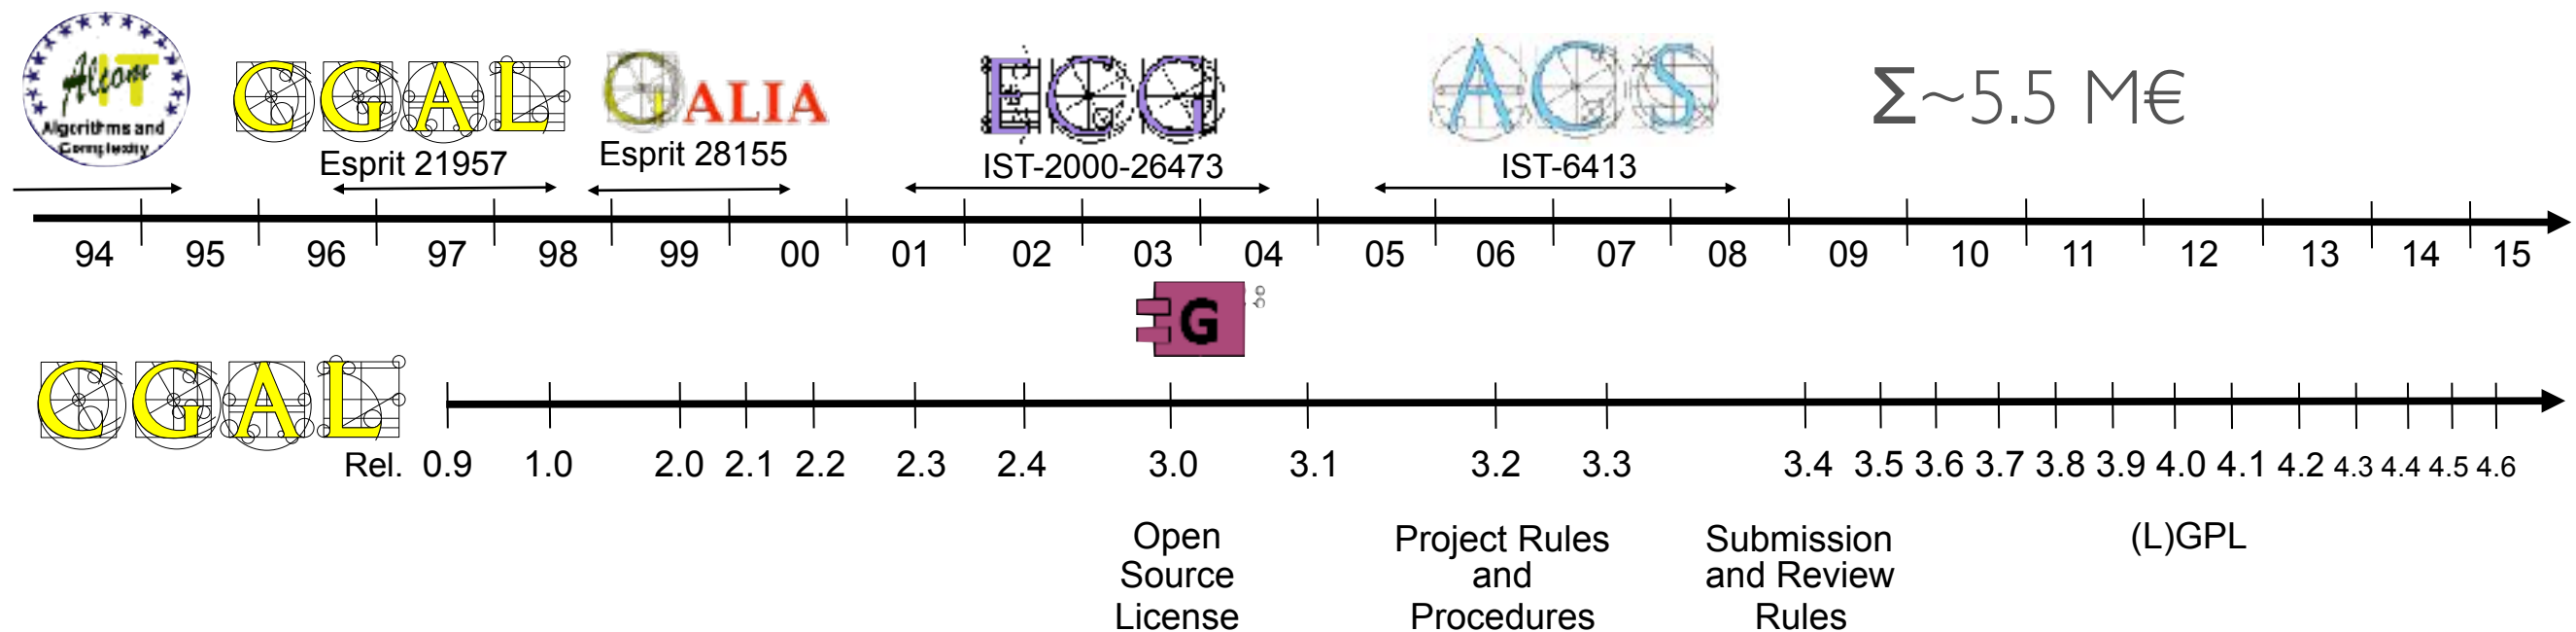 Alcom
IT
Algorithms and
Complexity
CGAL
Esprit 21957
GALIA
Esprit 28155
ECG
IST-2000-26473
ACS
IST-6413
Σ~5.5 M€
94 95 96 97 98 99 00 01 02 03 04 05 06 07 08 09 10 11 12 13 14 15
G
CGAL
Rel. 0.9 1.0 2.0 2.1 2.2 2.3 2.4 3.0 3.1 3.2 3.3 3.4 3.5 3.6 3.7 3.8 3.9 4.0 4.1 4.2 4.3 4.4 4.5 4.6
Open
Source
License
Project Rules
and
Procedures
Submission
and Review
Rules
(L)GPL